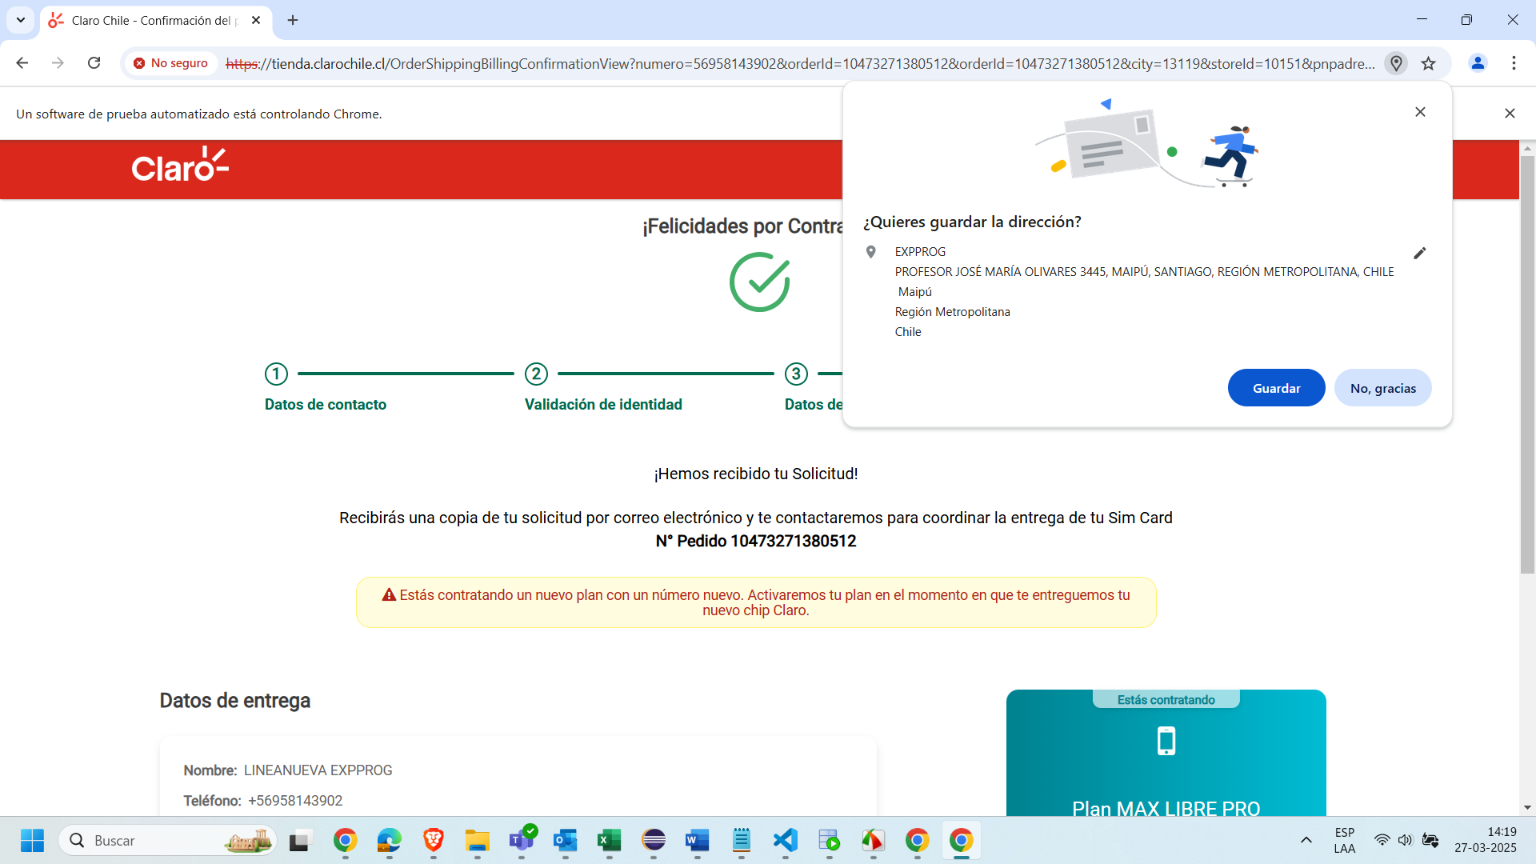 Claro Chile - Confirmación del p
No seguro
https://tienda.clarochile.cl/OrderShippingBillingConfirmationView?numero=56958143902&orderId=10473271380512&orderId=10473271380512&city=13119&storeId=10151&pnpadre...
Un software de prueba automatizado está controlando Chrome.
Claro
¡Felicidades por Contra
¿Quieres guardar la dirección?
EXPPROG
PROFESOR JOSÉ MARÍA OLIVARES 3445, MAIPÚ, SANTIAGO, REGIÓN METROPOLITANA, CHILE
Maipú
Región Metropolitana
Chile
Guardar
No, gracias
1
Datos de contacto
2
Validación de identidad
3
Datos de
¡Hemos recibido tu Solicitud!
Recibirás una copia de tu solicitud por correo electrónico y te contactaremos para coordinar la entrega de tu Sim Card
N° Pedido 10473271380512
Estás contratando un nuevo plan con un número nuevo. Activaremos tu plan en el momento en que te entreguemos tu
nuevo chip Claro.
Datos de entrega
Nombre: LINEANUEVA EXPPROG
Teléfono: +56958143902
Estás contratando
Plan MAX LIBRE PRO
Buscar
ESP
LAA
14:19
27-03-2025